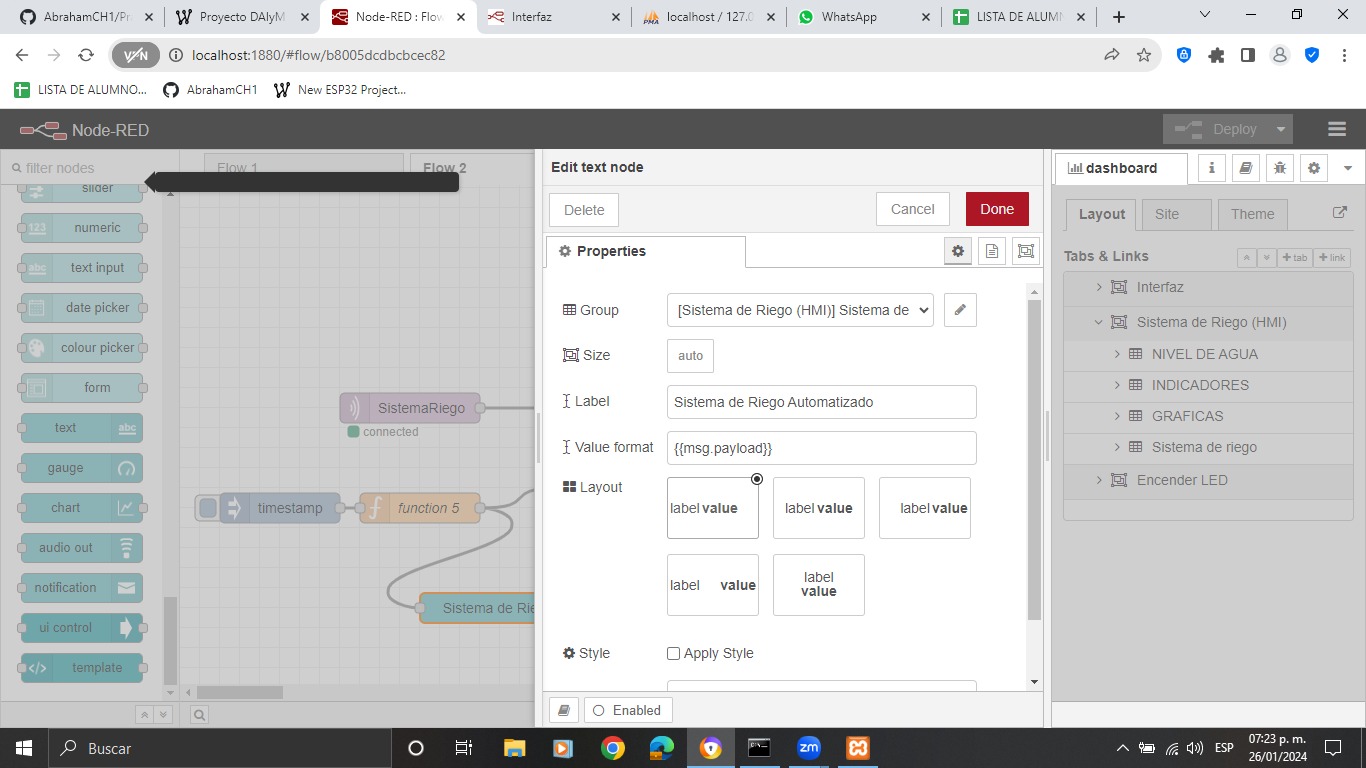 AbrahamCH1/Pr
Proyecto DAIyM
Node-RED : Flow
Interfaz
localhost / 127.0
WhatsApp
LISTA DE ALUMN
VPN
localhost:1880/#flow/b8005dcdbcbcec82
LISTA DE ALUMNO...
AbrahamCH1
New ESP32 Project...
Node-RED
Deploy
filter nodes
Flow 1
Flow 2
slider
numeric
text input
date picker
colour picker
form
text
gauge
chart
audio out
notification
ui control
template
SistemaRiego
connected
timestamp
function 5
Sistema de Rie
Edit text node
Delete
Cancel
Done
Properties
Group
[Sistema de Riego (HMI)] Sistema de
Size
auto
Label
Sistema de Riego Automatizado
Value format
{{msg.payload}}
Layout
label value
label value
label value
label value
label
value
Style
Apply Style
Enabled
dashboard
Layout
Site
Theme
Tabs & Links
tab
link
Interfaz
Sistema de Riego (HMI)
NIVEL DE AGUA
INDICADORES
GRAFICAS
Sistema de riego
Encender LED
Buscar
zm
ESP
07:23 p. m.
26/01/2024